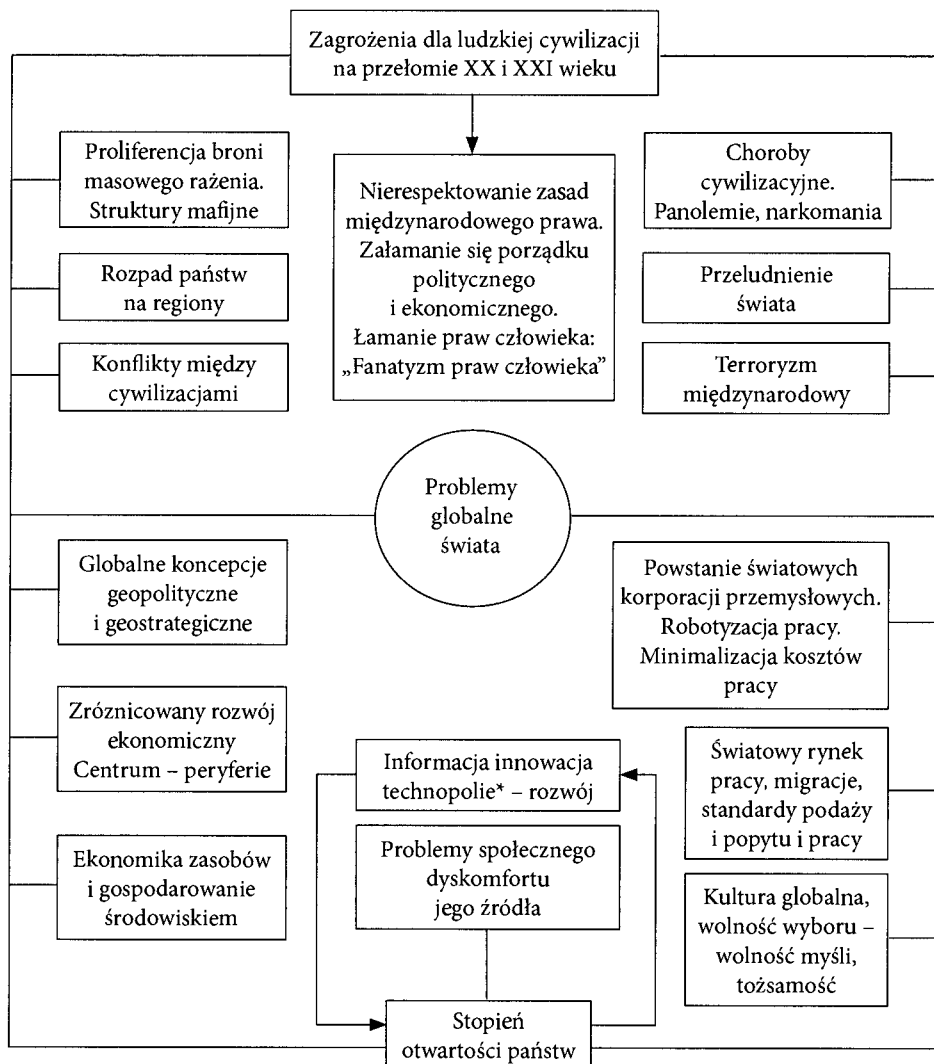 Zagrożenia dla ludzkiej cywilizacji
na przełomie XX i XXI wieku
Proliferencja broni
masowego rażenia.
Struktury mafijne
Nierespektowanie zasad
międzynarodowego prawa.
Załamanie się porządku
politycznego
i ekonomicznego.
Łamanie praw człowieka:
„Fanatyzm praw człowieka”
Choroby
cywilizacyjne.
Panolemie, narkomania
Rozpad państw
na regiony
Przeludnienie
świata
Konflikty między
cywilizacjami
Terroryzm
międzynarodowy
Problemy
globalne
świata
Globalne koncepcje
geopolityczne
i geostrategiczne
Powstanie światowych
korporacji przemysłowych.
Robotyzacja pracy.
Minimalizacja kosztów
pracy
Zróznicowany rozwój
ekonomiczny
Centrum – peryferie
Informacja innowacja
technopolie* – rozwój
Światowy rynek
pracy, migracje,
standardy podaży
i popytu i pracy
Problemy społecznego
dyskomfortu
jego źródła
Ekonomika zasobów
i gospodarowanie
środowiskiem
Kultura globalna,
wolność wyboru –
wolność myśli,
tożsamość
Stopień
otwartości państw